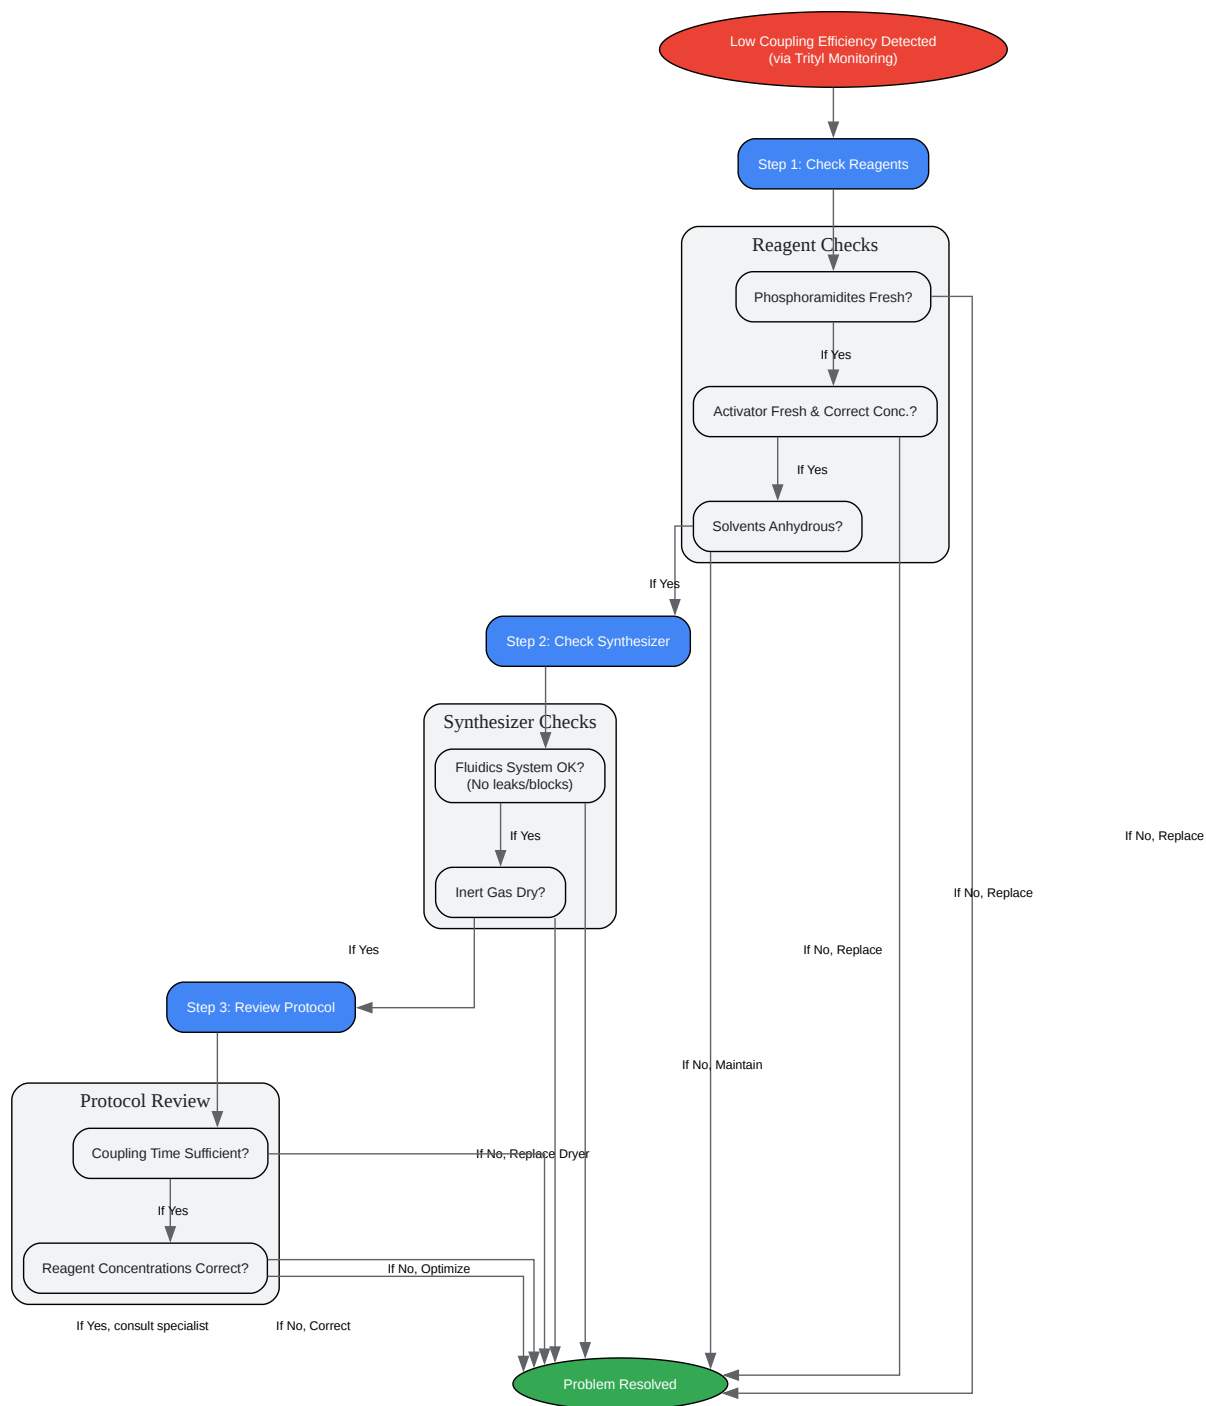 Low Coupling Efficiency Detected
(via Trityl Monitoring)
Step 1: Check Reagents
Reagent Checks
Phosphoramidites Fresh?
If Yes
Activator Fresh & Correct Conc.?
If Yes
Solvents Anhydrous?
If Yes
Step 2: Check Synthesizer
Synthesizer Checks
Fluidics System OK?
(No leaks/blocks)
If Yes
If No, Replace
Inert Gas Dry?
If No, Replace
If Yes
If No, Replace
Step 3: Review Protocol
If No, Maintain
Protocol Review
Coupling Time Sufficient?
If No, Replace Dryer
If Yes
Reagent Concentrations Correct?
If No, Optimize
If Yes, consult specialist
If No, Correct
Problem Resolved